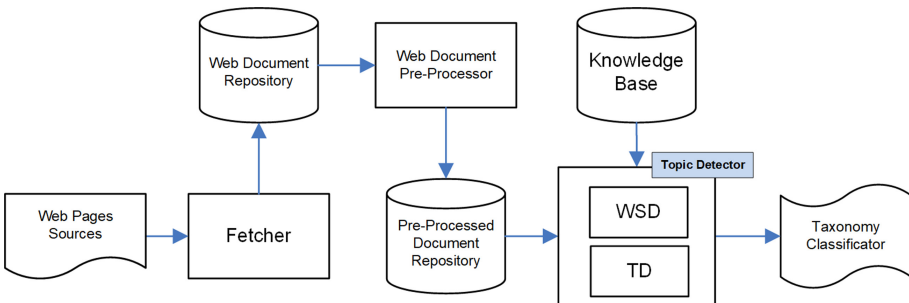 Web Document
Repository
Web Document
Pre-Processor
Knowledge
Base
Topic Detector
Web Pages
Sources
Fetcher
Pre-Processed
Document
Repository
WSD
TD
Taxonomy
Classificator